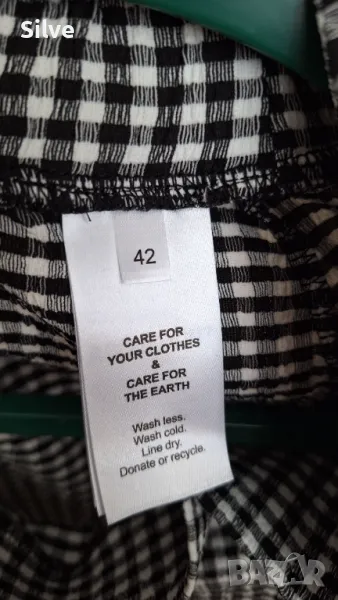 Silve
42
CARE FOR
YOUR CLOTHES
&
CARE FOR
THE EARTH
Wash less.
Wash cold.
Line dry.
Donate or recycle.
BAZAR